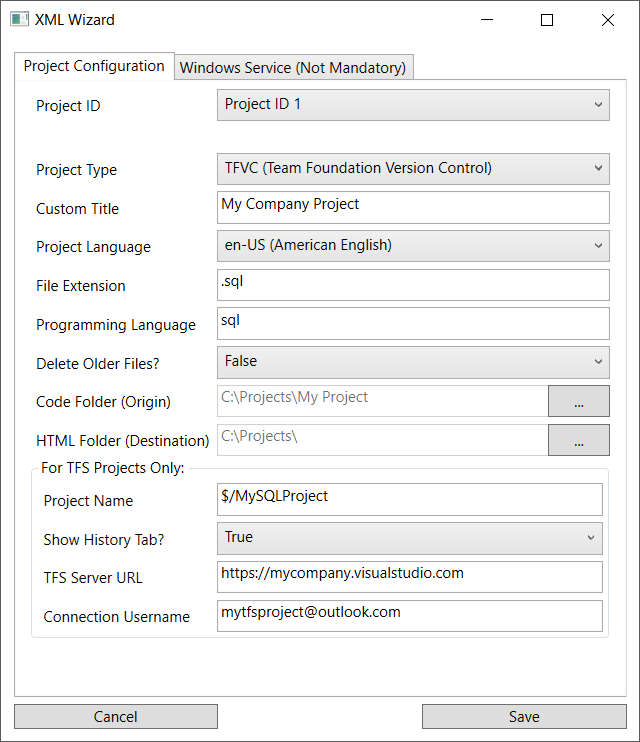 XML Wizard
Project Configuration Windows Service (Not Mandatory)
Project ID Project ID 1
Project Type TFVC (Team Foundation Version Control)
Custom Title My Company Project
Project Language en-US (American English)
File Extension .sql
Programming Language sql
Delete Older Files? False
Code Folder (Origin) C:\Projects\My Project ...
HTML Folder (Destination) C:\Projects\ ...
For TFS Projects Only:
Project Name $/MySQLProject
Show History Tab? True
TFS Server URL https://mycompany.visualstudio.com
Connection Username mytfsproject@outlook.com
Cancel Save